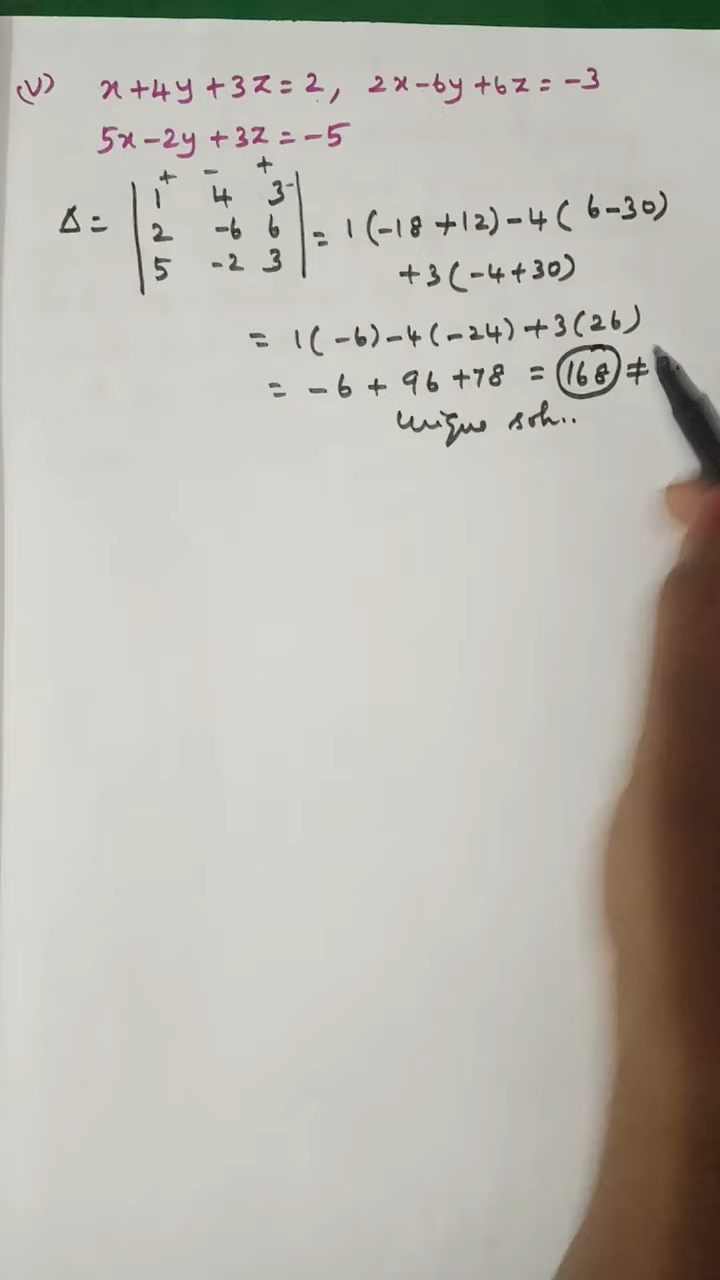 (V) x+4y+3z=2, 2x-6y+6z=-3
5x-2y+3z=-5
+ - +
Δ= | 1 4 3 |
| 2 -6 6 | = 1(-18+12)-4(6-30)
| 5 -2 3 | +3(-4+30)
= 1(-6)-4(-24)+3(26)
= -6+96+78 = 168 ≠
unique soln..